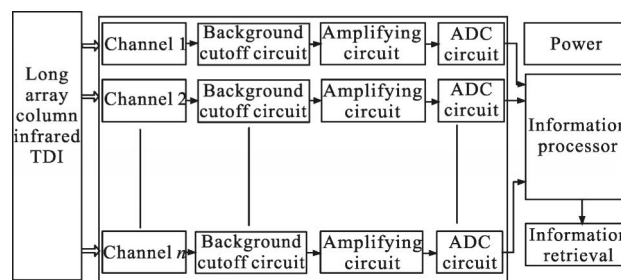 Long
array
column
infrared
TDI
Channel 1
Background
cutoff circuit
Amplifying
circuit
ADC
circuit
Power
Channel 2
Background
cutoff circuit
Amplifying
circuit
ADC
circuit
Information
processor
Channel n
Background
cutoff circuit
Amplifying
circuit
ADC
circuit
Information
retrieval